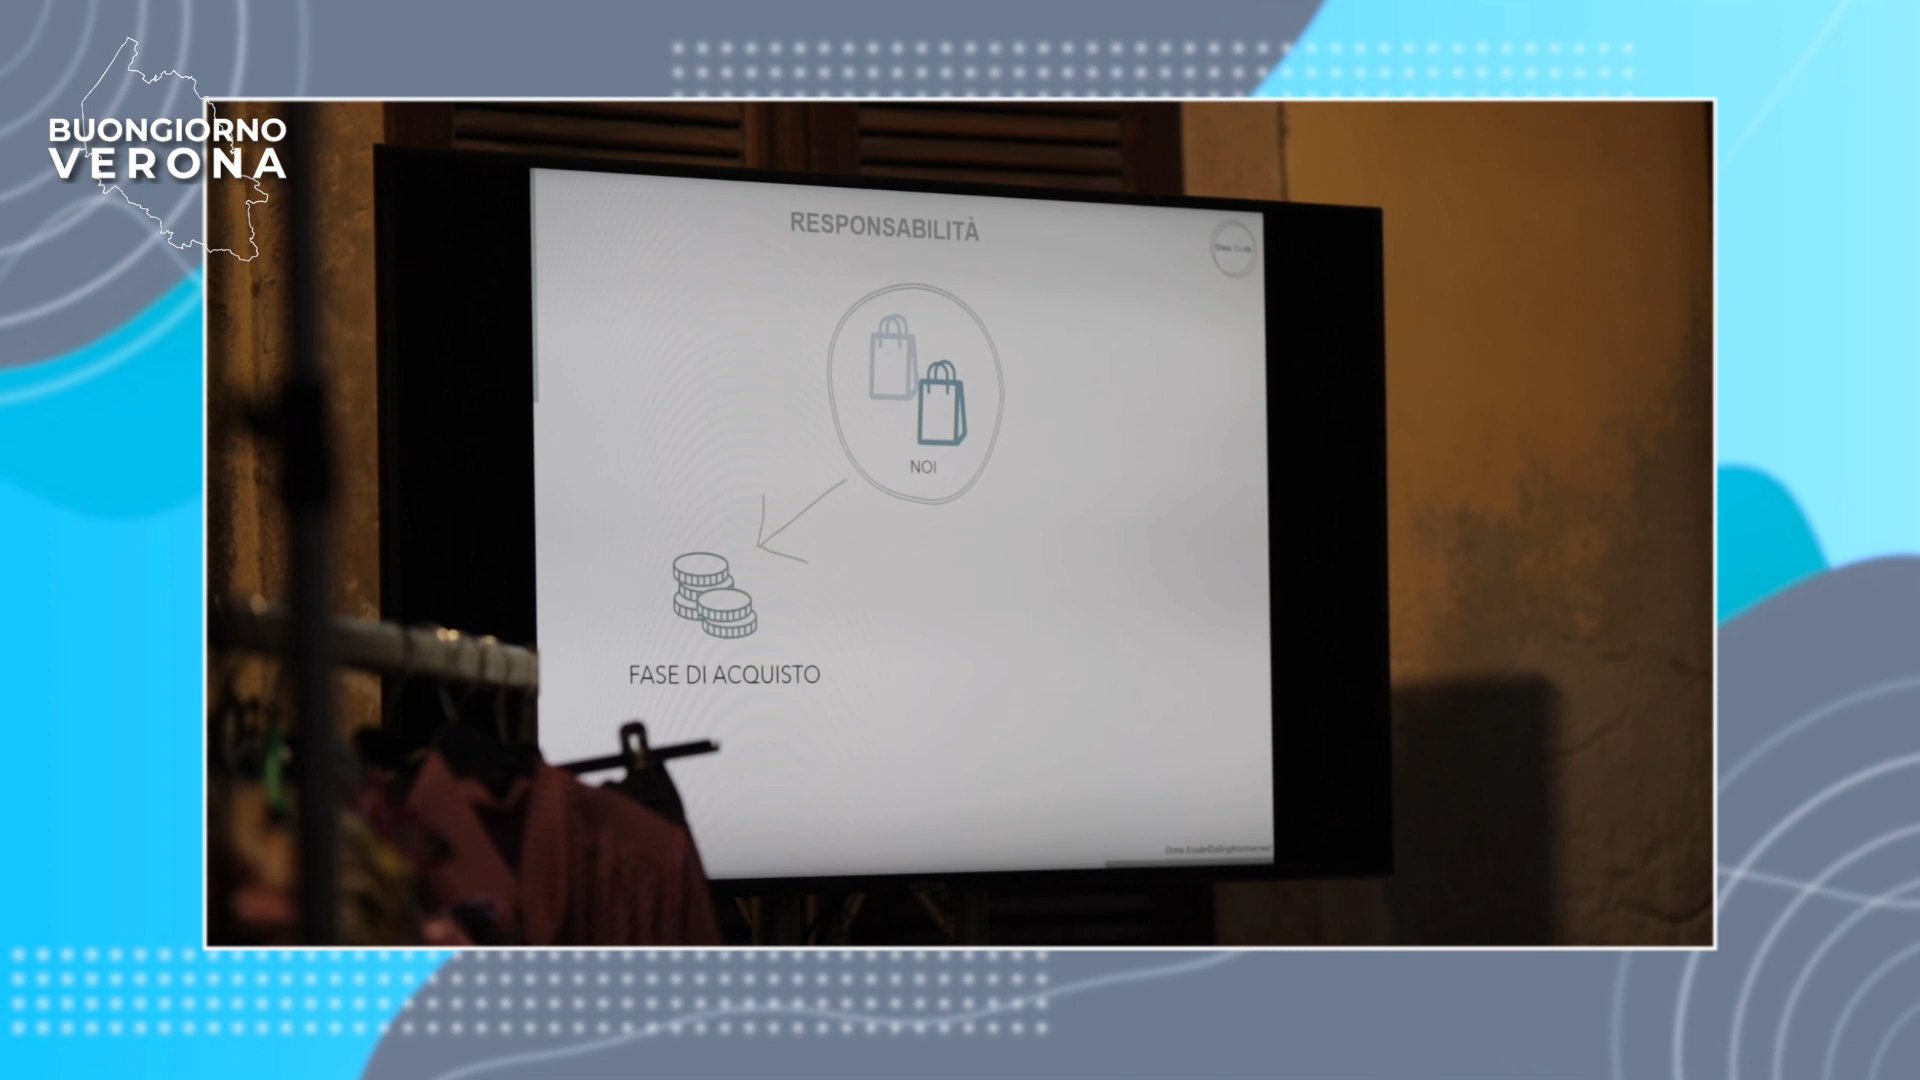 BUONGIORNO
VERONA
RESPONSABILITÀ
NOI
FASE DI ACQUISTO